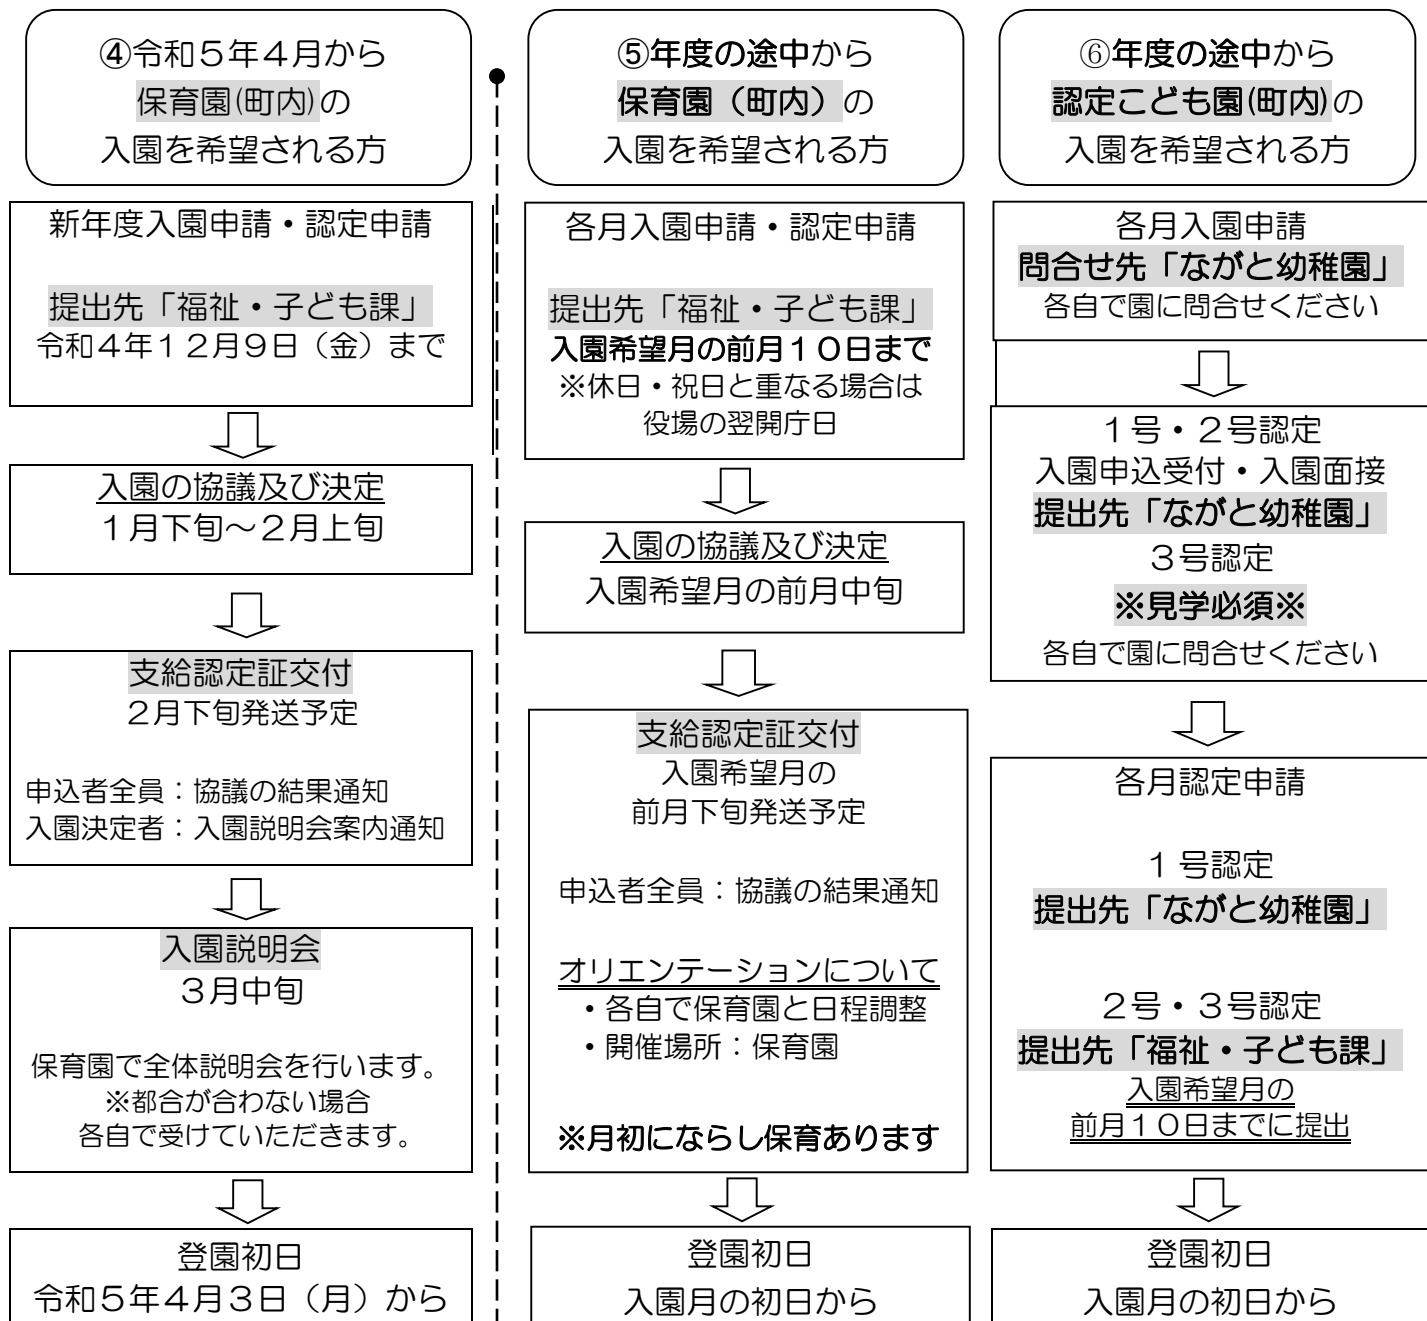 ④令和５年４月から
保育園(町内)の
入園を希望される方
新年度入園申請・認定申請
提出先「福祉・子ども課」
令和４年１２月９日（金）まで
入園の協議及び決定
１月下旬～２月上旬
支給認定証交付
２月下旬発送予定
申込者全員：協議の結果通知
入園決定者：入園説明会案内通知
入園説明会
３月中旬
保育園で全体説明会を行います。
※都合が合わない場合
各自で受けていただきます。
登園初日
令和５年４月３日（月）から
⑤年度の途中から
保育園（町内）の
入園を希望される方
各月入園申請・認定申請
提出先「福祉・子ども課」
入園希望月の前月１０日まで
※休日・祝日と重なる場合は
役場の翌開庁日
入園の協議及び決定
入園希望月の前月中旬
支給認定証交付
入園希望月の
前月下旬発送予定
申込者全員：協議の結果通知
オリエンテーションについて
・各自で保育園と日程調整
・開催場所：保育園
※月初にならし保育あります
登園初日
入園月の初日から
⑥年度の途中から
認定こども園(町内)の
入園を希望される方
各月入園申請
問合せ先「ながと幼稚園」
各自で園に問合せください
１号・２号認定
入園申込受付・入園面接
提出先「ながと幼稚園」
３号認定
※見学必須※
各自で園に問合せください
各月認定申請
１号認定
提出先「ながと幼稚園」
２号・３号認定
提出先「福祉・子ども課」
入園希望月の
前月１０日までに提出
登園初日
入園月の初日から